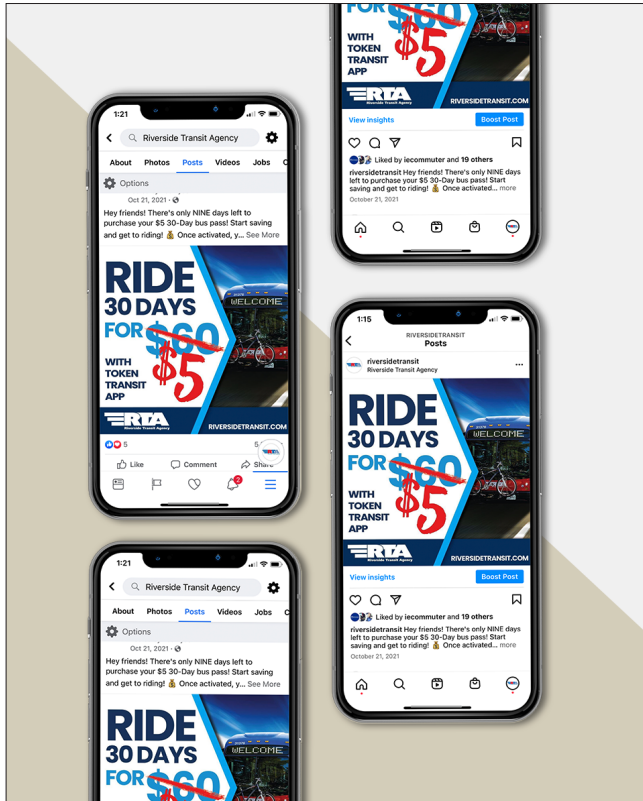 FOR $60
WITH
TOKEN
TRANSIT
APP
$5
RTA
Riverside Transit Agency
RIVERSIDETRANSIT.COM
View insights
Boost Post
Liked by iecommuter and 19 others
riversidetransit Hey friends! There's only NINE days
left to purchase your $5 30-Day bus pass! Start
saving and get to riding! 💰 Once activated... more
October 21, 2021
1:21
Riverside Transit Agency
About Photos Posts Videos Jobs C
Options
Oct 21, 2021 ·
Hey friends! There's only NINE days left to
purchase your $5 30-Day bus pass! Start saving
and get to riding! 💰 Once activated, y... See More
RIDE
30 DAYS
FOR $60
WITH
TOKEN
TRANSIT
APP
$5
WELCOME
RTA
Riverside Transit Agency
RIVERSIDETRANSIT.COM
5
Like Comment Share
2
1:15
RIVERSIDETRANSIT
Posts
riversidetransit
Riverside Transit Agency
RIDE
30 DAYS
FOR $60
WITH
TOKEN
TRANSIT
APP
$5
WELCOME
RTA
Riverside Transit Agency
RIVERSIDETRANSIT.COM
View insights
Boost Post
Liked by iecommuter and 19 others
riversidetransit Hey friends! There's only NINE days
left to purchase your $5 30-Day bus pass! Start
saving and get to riding! 💰 Once activated... more
October 21, 2021
1:21
Riverside Transit Agency
About Photos Posts Videos Jobs C
Options
Oct 21, 2021 ·
Hey friends! There's only NINE days left to
purchase your $5 30-Day bus pass! Start saving
and get to riding! 💰 Once activated, y... See More
RIDE
30 DAYS
FOR $60
WELCOME